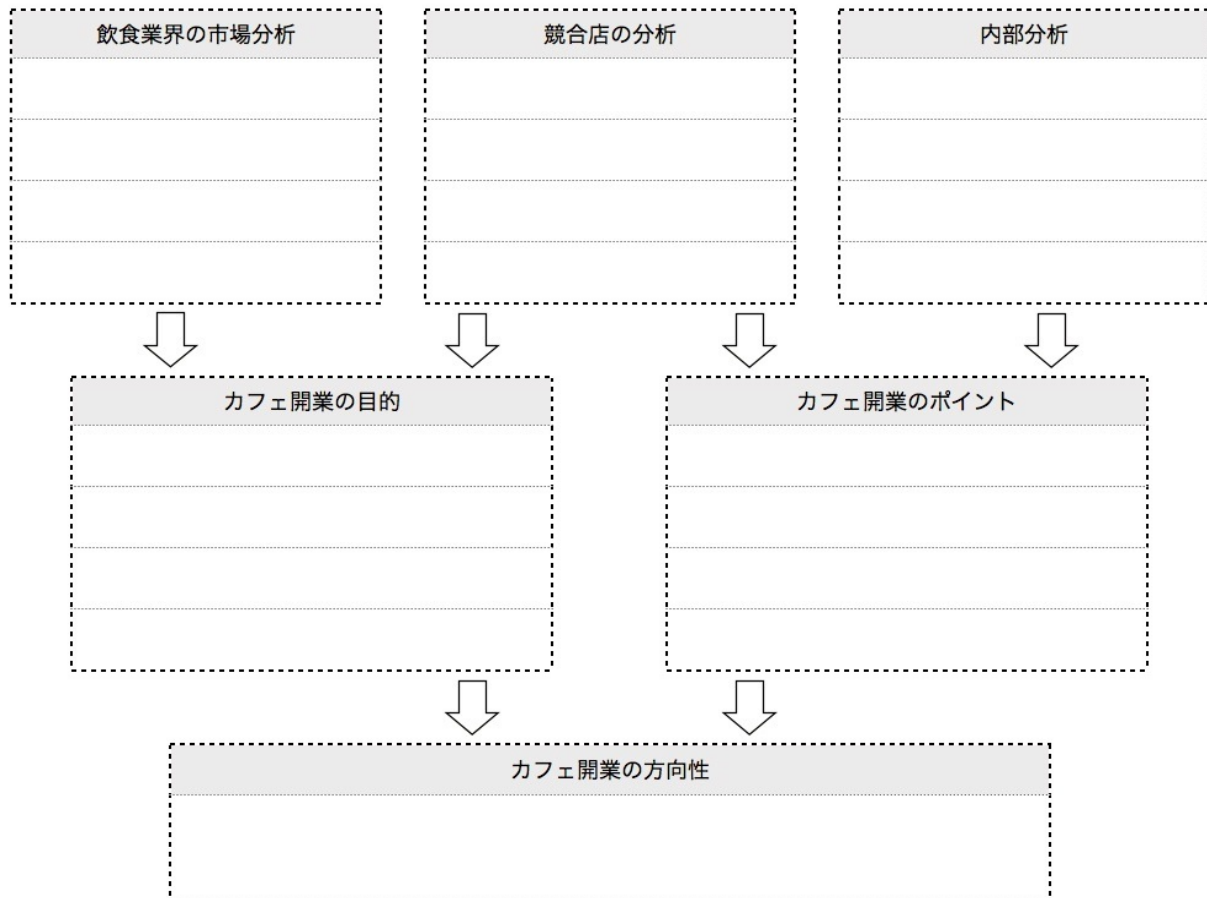 飲食業界の市場分析
競合店の分析
内部分析
カフェ開業の目的
カフェ開業のポイント
カフェ開業の方向性